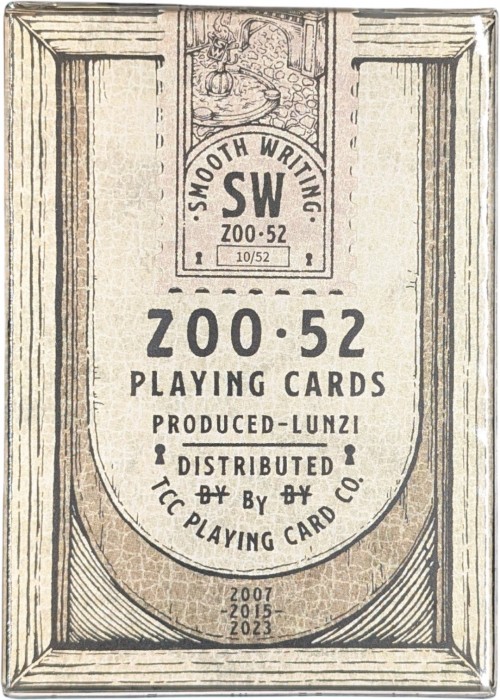 ·SMOOTH WRITING·
SW
ZOO·52
10/52
ZOO·52
PLAYING CARDS
PRODUCED-LUNZI
DISTRIBUTED
BY BY BY
TCC PLAYING CARD CO.
2007
-2015-
2023